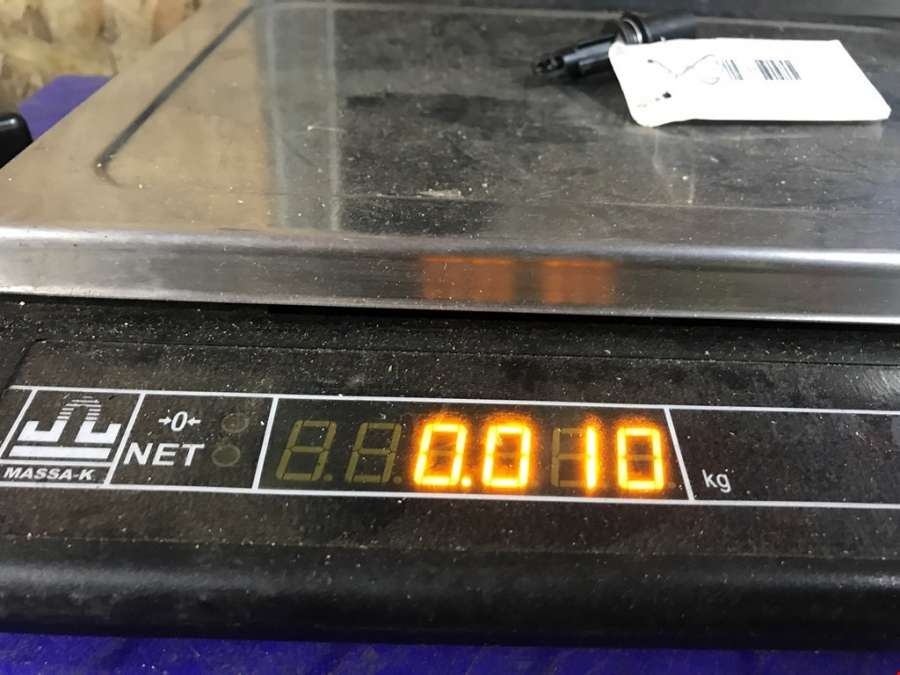 →0←
NET
MASSA-K
0.010
kg